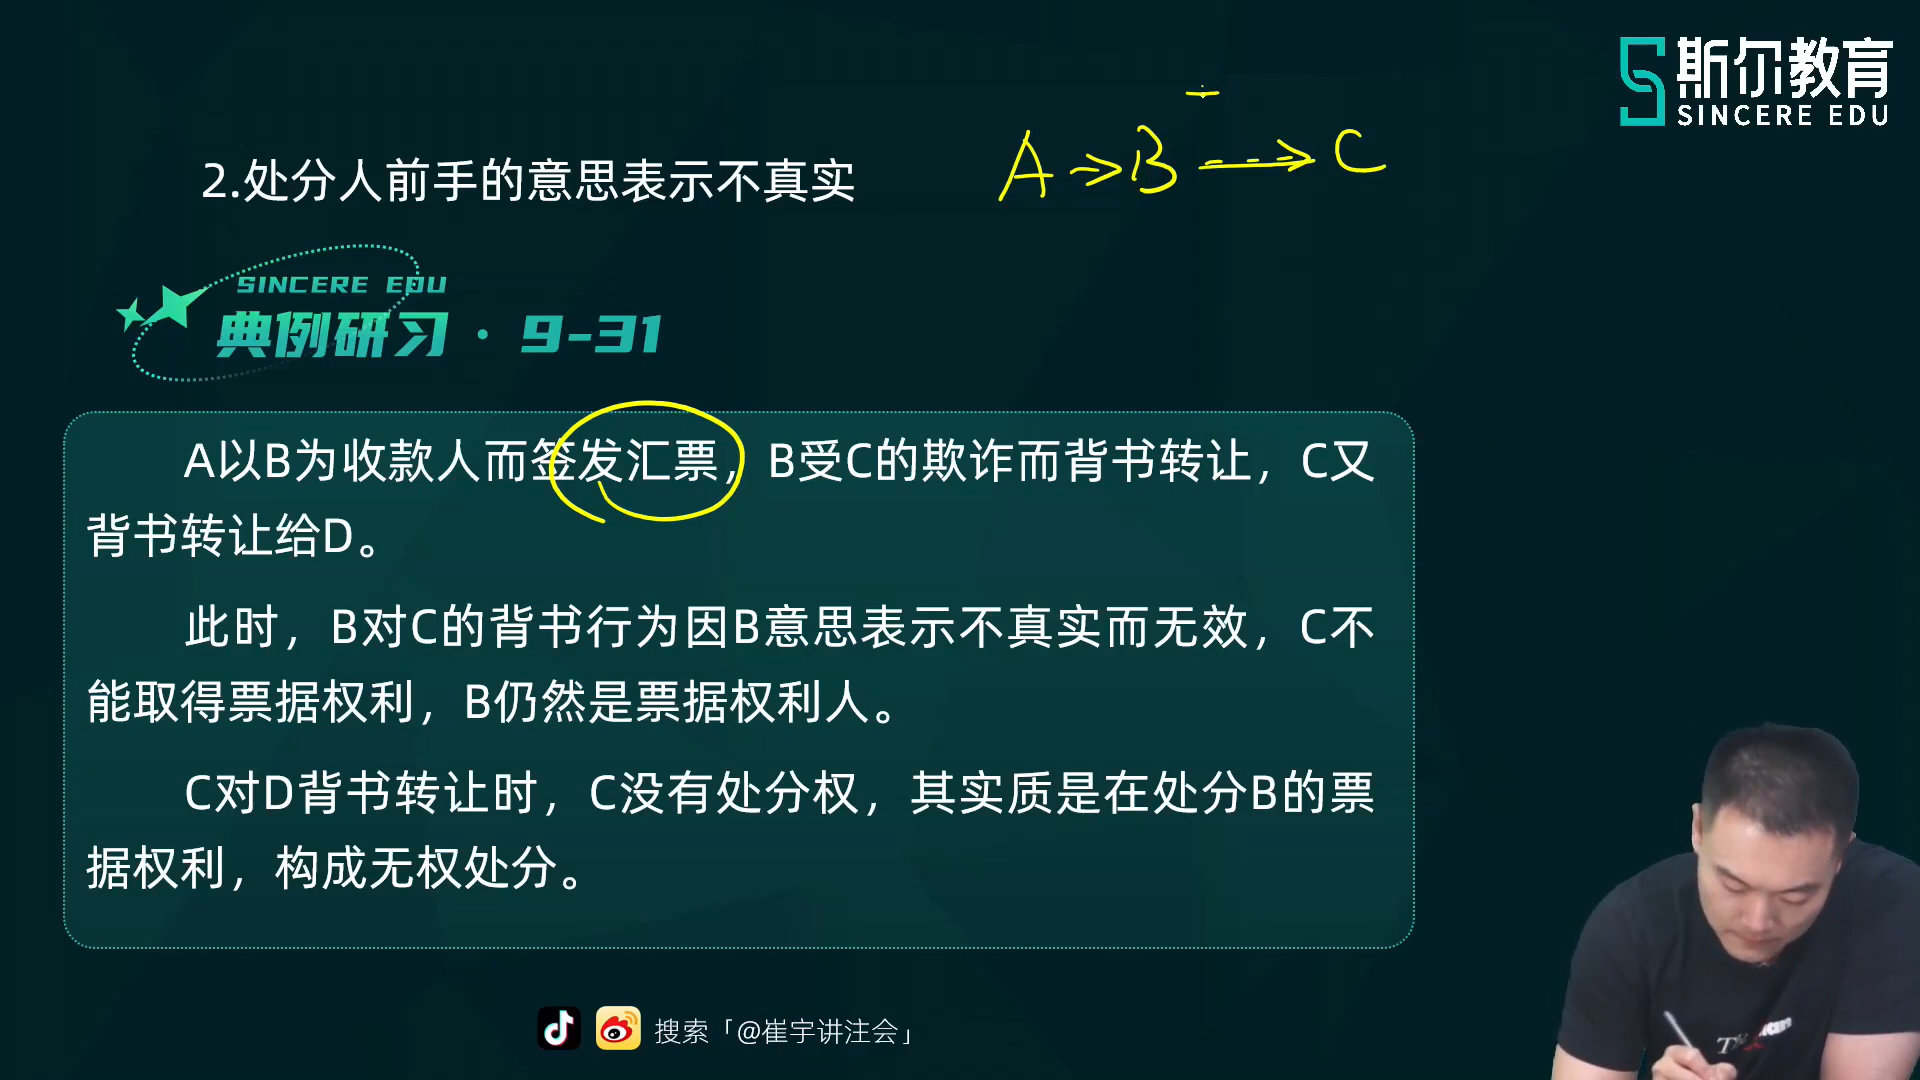 斯尔教育
SINCERE EDU
A → B → C
2.处分人前手的意思表示不真实
SINCERE EDU
典例研习 · 9-31
A以B为收款人而签发汇票，B受C的欺诈而背书转让，C又
背书转让给D。
此时，B对C的背书行为因B意思表示不真实而无效，C不
能取得票据权利，B仍然是票据权利人。
C对D背书转让时，C没有处分权，其实质是在处分B的票
据权利，构成无权处分。
搜索「@崔宇讲注会」